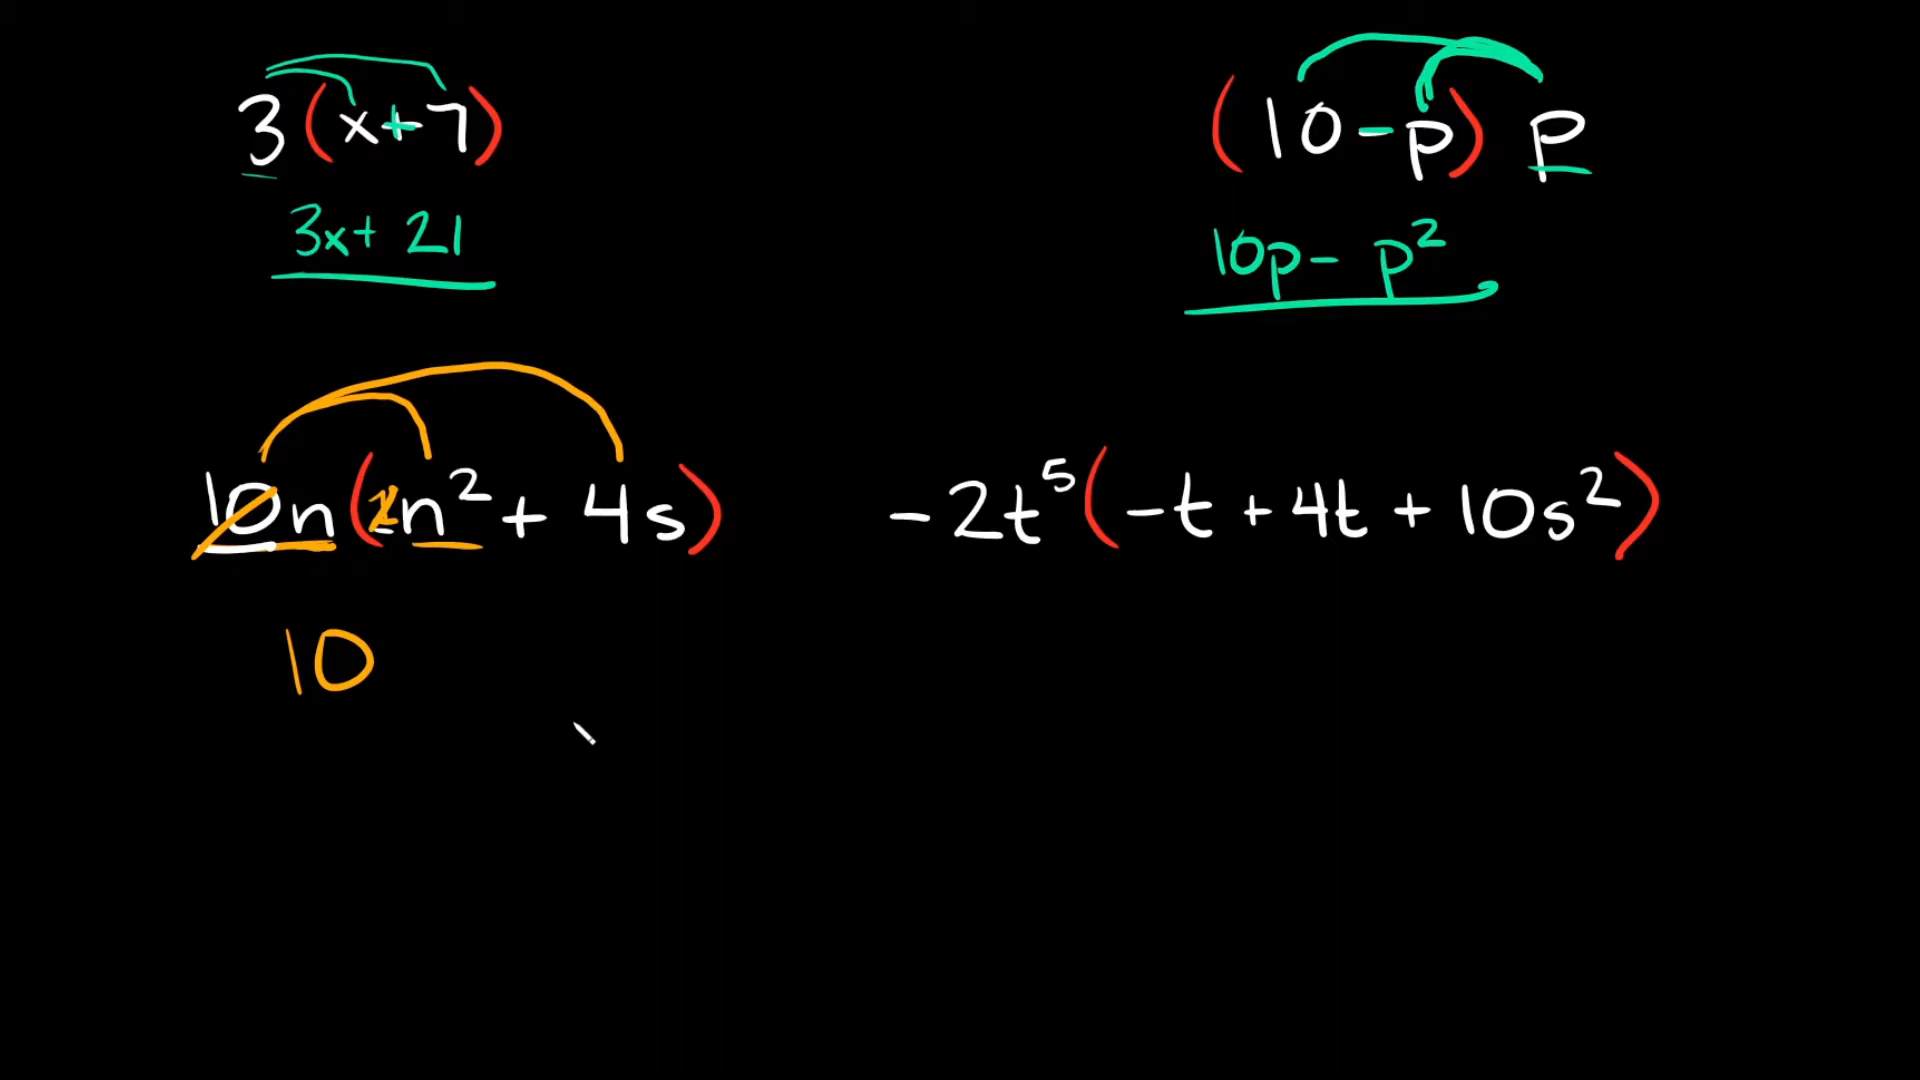 3(x+7)
3x+ 21
(10-p) p
10p- p²
10n(1n² + 4s)
10
-2t⁵(-t + 4t + 10s²)